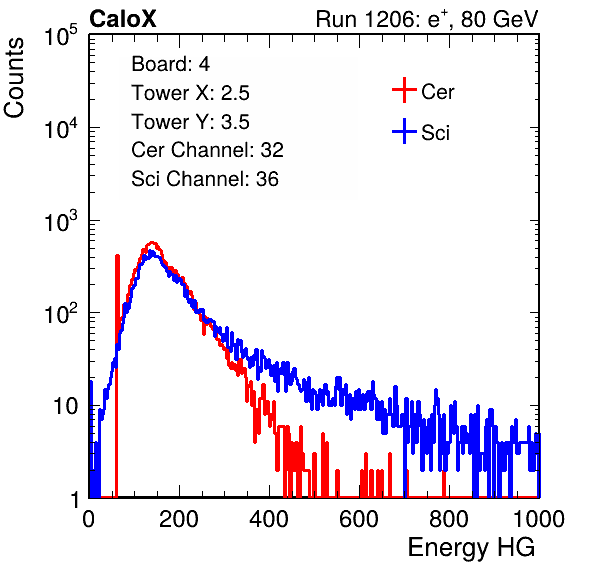 CaloX Run 1206: e⁺, 80 GeV
Counts
Board: 4
Tower X: 2.5
Tower Y: 3.5
Cer Channel: 32
Sci Channel: 36
Cer
Sci
10⁵
10⁴
10³
10²
10
1
0 200 400 600 800 1000
Energy HG